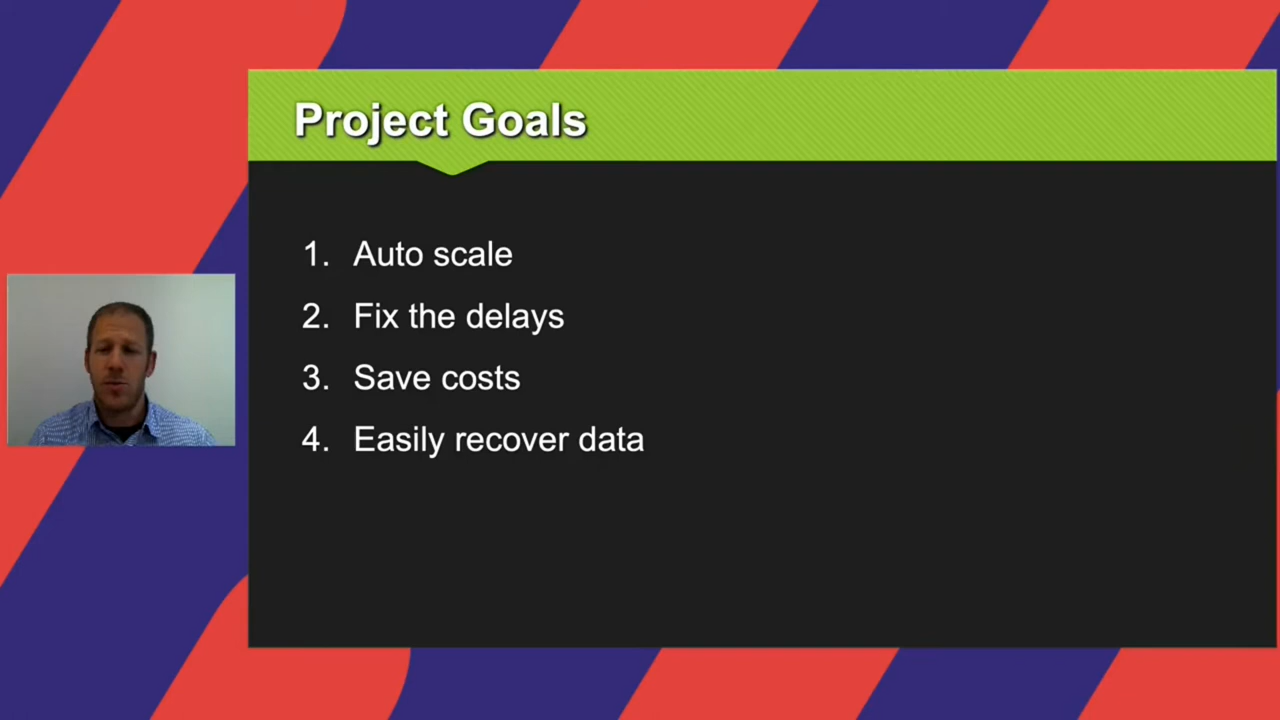 Project Goals
1. Auto scale
2. Fix the delays
3. Save costs
4. Easily recover data